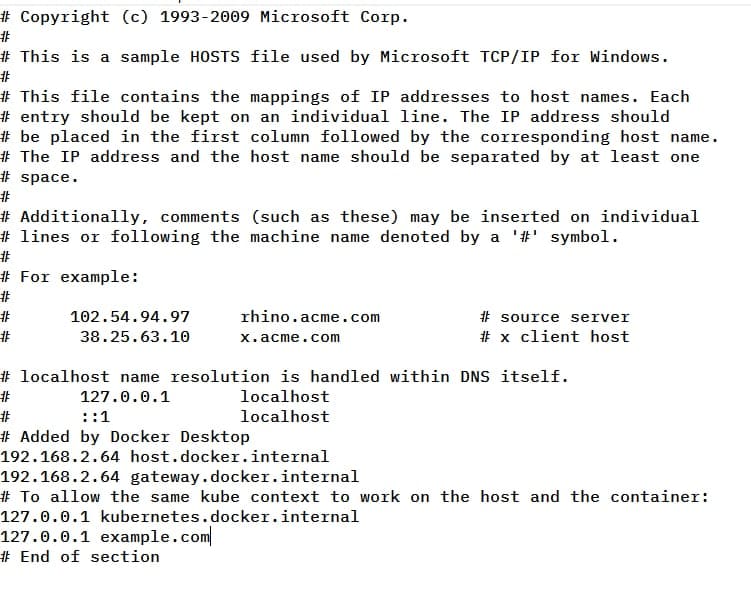 # Copyright (c) 1993-2009 Microsoft Corp.
#
# This is a sample HOSTS file used by Microsoft TCP/IP for Windows.
#
# This file contains the mappings of IP addresses to host names. Each
# entry should be kept on an individual line. The IP address should
# be placed in the first column followed by the corresponding host name.
# The IP address and the host name should be separated by at least one
# space.
#
# Additionally, comments (such as these) may be inserted on individual
# lines or following the machine name denoted by a '#' symbol.
#
# For example:
#
#      102.54.94.97     rhino.acme.com          # source server
#       38.25.63.10     x.acme.com              # x client host

# localhost name resolution is handled within DNS itself.
#       127.0.0.1       localhost
#       ::1             localhost
# Added by Docker Desktop
192.168.2.64 host.docker.internal
192.168.2.64 gateway.docker.internal
# To allow the same kube context to work on the host and the container:
127.0.0.1 kubernetes.docker.internal
127.0.0.1 example.com
# End of section